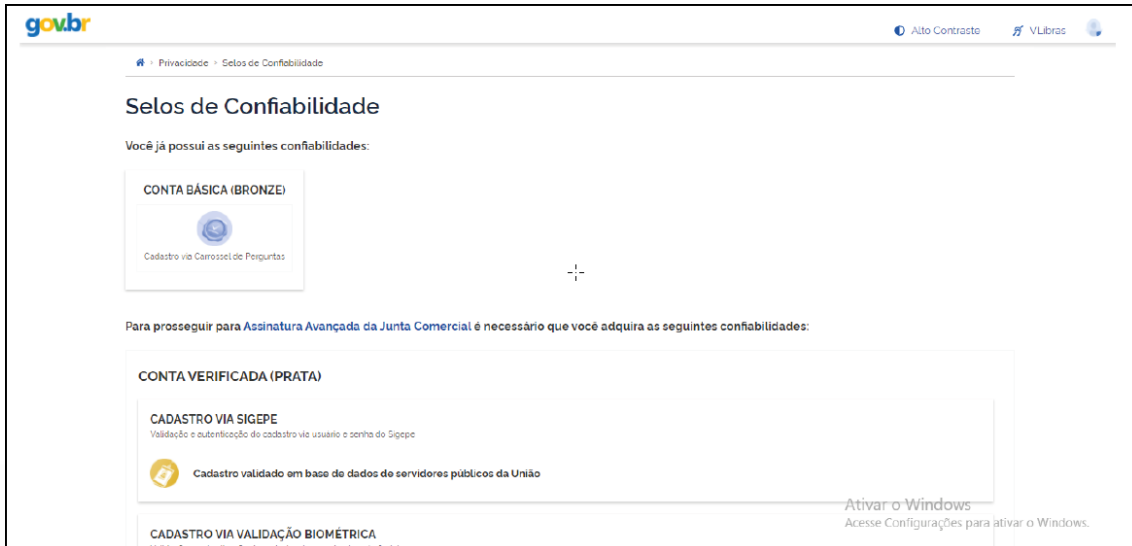 gov.br
Alto Contraste
VLibras
Privacidade > Selos de Confiabilidade
Selos de Confiabilidade
Você já possui as seguintes confiabilidades:
CONTA BÁSICA (BRONZE)
Cadastro via Carrossel de Perguntas
Para prosseguir para Assinatura Avançada da Junta Comercial é necessário que você adquira as seguintes confiabilidades:
CONTA VERIFICADA (PRATA)
CADASTRO VIA SIGEPE
Validação e autenticação do cadastro via usuário e senha do Sigepe
Cadastro validado em base de dados de servidores públicos da União
Ativar o Windows
Acesse Configurações para ativar o Windows.
CADASTRO VIA VALIDAÇÃO BIOMÉTRICA